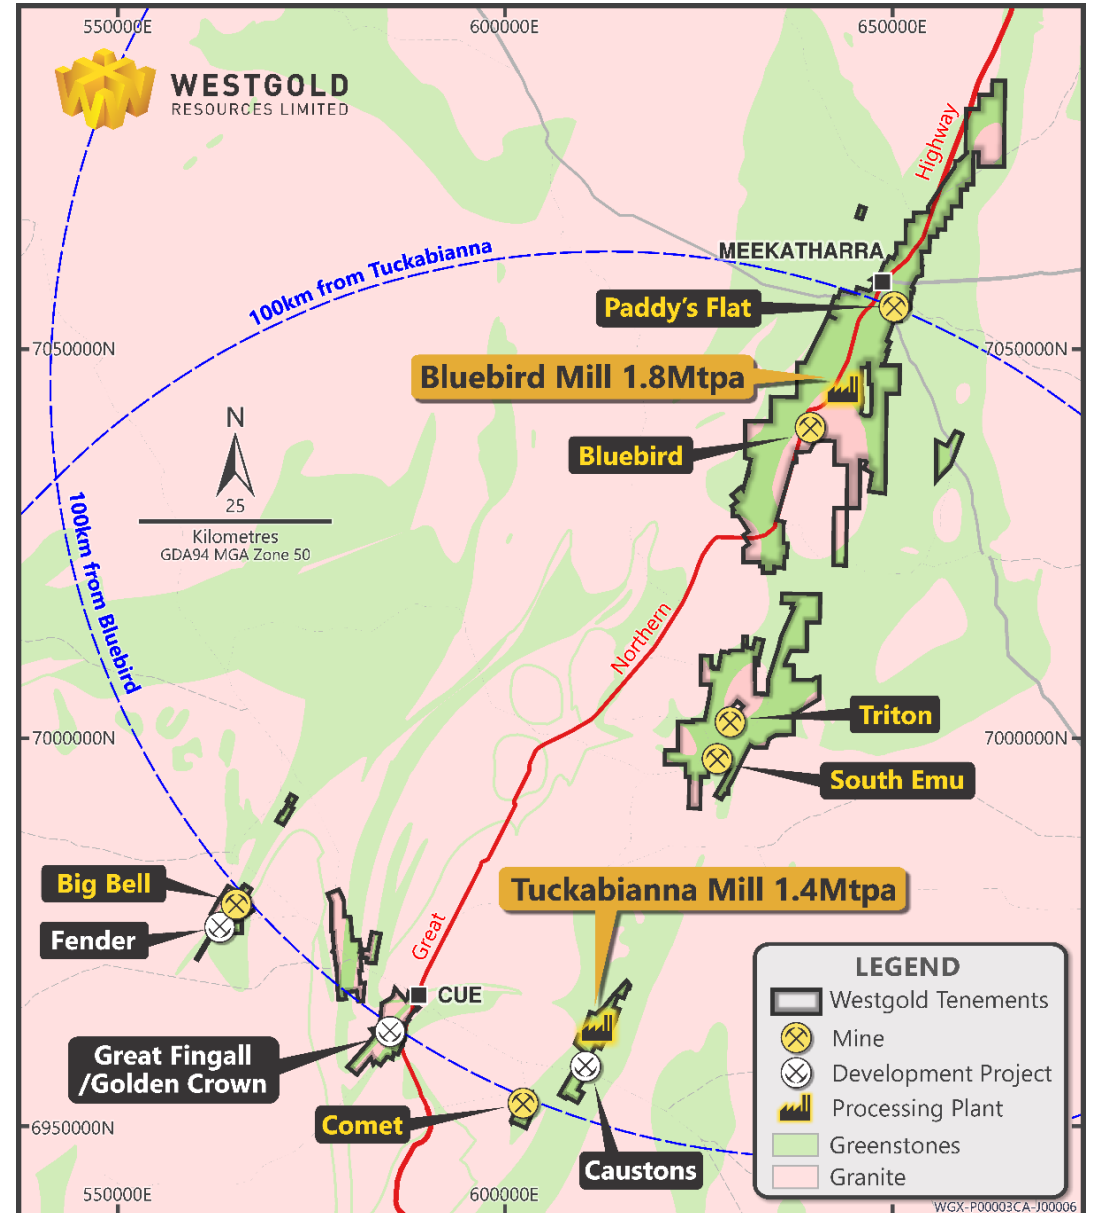 550000E
600000E
650000E
WESTGOLD
RESOURCES LIMITED
Highway
MEEKATHARRA
100km from Tuckabianna
Paddy's Flat
7050000N
7050000N
Bluebird Mill 1.8Mtpa
N
Bluebird
25
Kilometres
GDA94 MGA Zone 50
100km from Bluebird
Northern
Triton
7000000N
7000000N
South Emu
Big Bell
Tuckabianna Mill 1.4Mtpa
Fender
Great
CUE
Great Fingall
/Golden Crown
Comet
6950000N
Caustons
LEGEND
Westgold Tenements
Mine
Development Project
Processing Plant
Greenstones
Granite
550000E
600000E
WGX-P00003CA-J00006